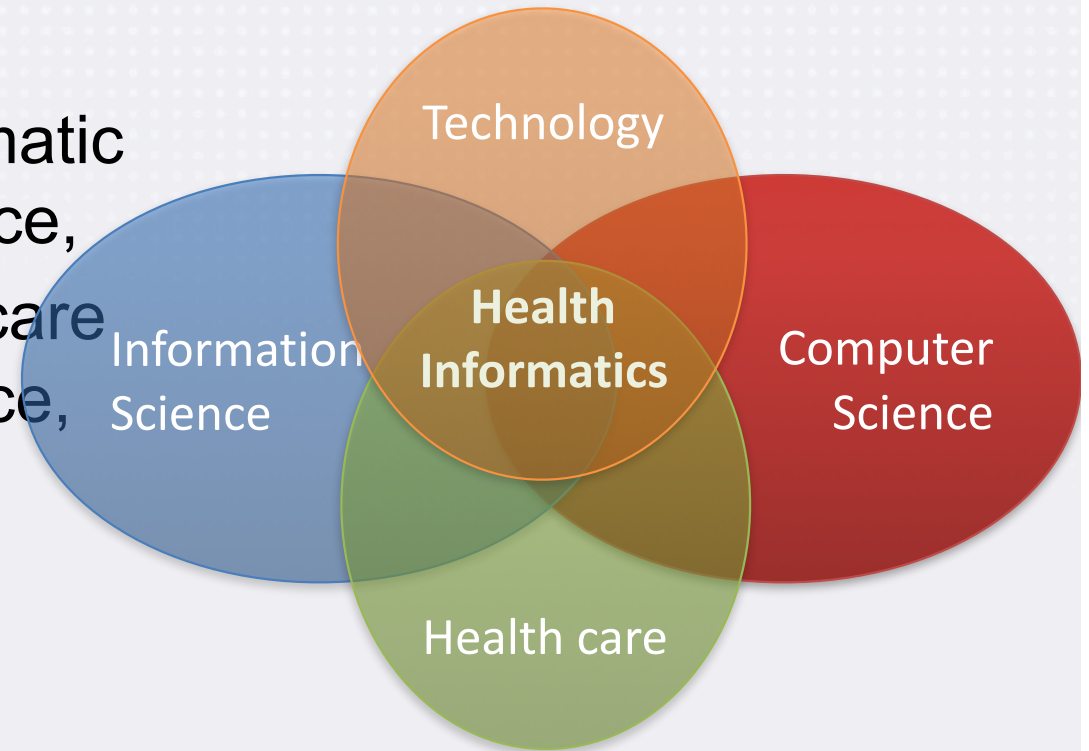 Technology
matic
ce,
care
ce,
Information
Science
Health
Informatics
Computer
Science
Health care